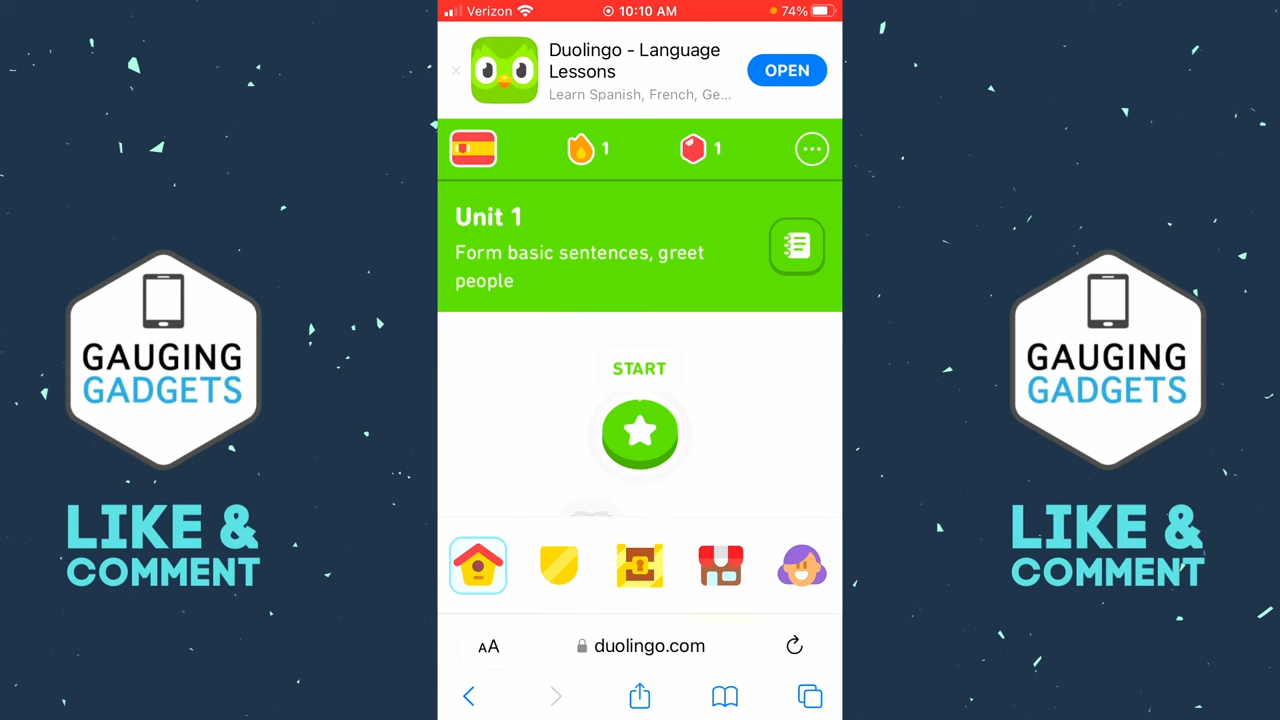 Verizon 10:10 AM 74%
Duolingo - Language
Lessons
Learn Spanish, French, Ge...
OPEN
1 1
Unit 1
Form basic sentences, greet
people
START
AA duolingo.com
GAUGING
GADGETS
LIKE &
COMMENT
GAUGING
GADGETS
LIKE &
COMMENT